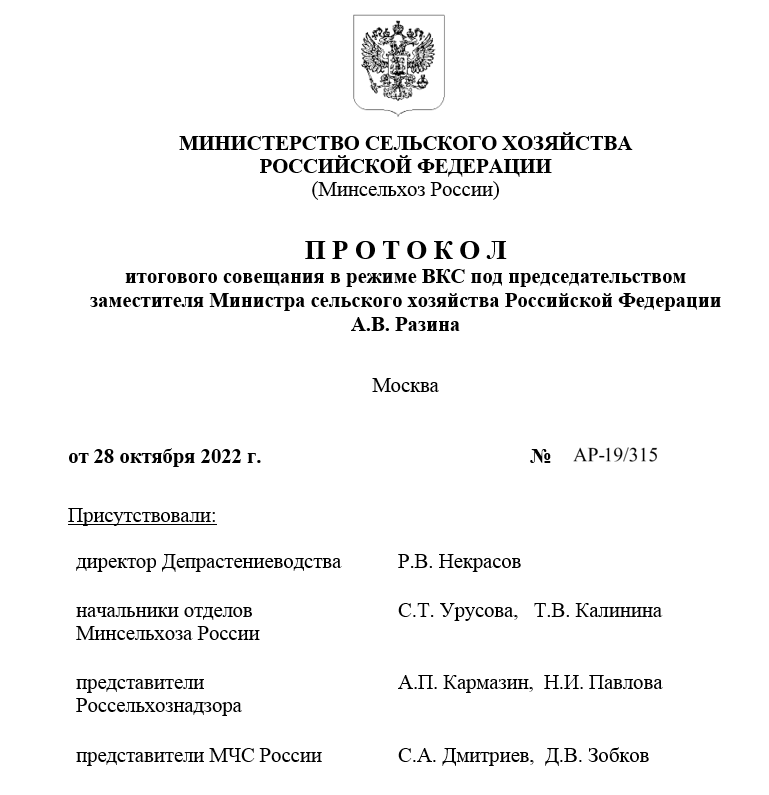 МИНИСТЕРСТВО СЕЛЬСКОГО ХОЗЯЙСТВА
РОССИЙСКОЙ ФЕДЕРАЦИИ
(Минсельхоз России)
П Р О Т О К О Л
итогового совещания в режиме ВКС под председательством
заместителя Министра сельского хозяйства Российской Федерации
А.В. Разина
Москва
от 28 октября 2022 г. № АР-19/315
Присутствовали:
директор Депрастениеводства Р.В. Некрасов
начальники отделов С.Т. Урусова, Т.В. Калинина
Минсельхоза России
представители А.П. Кармазин, Н.И. Павлова
Россельхознадзора
представители МЧС России С.А. Дмитриев, Д.В. Зобков